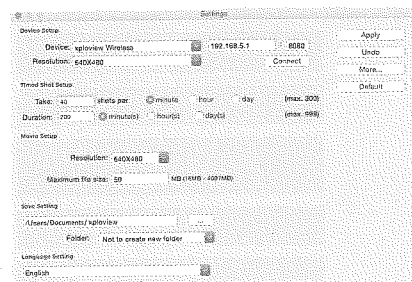 Settings
Device Setup
Apply
Device: xploview Wireless 192.168.5.1 : 8080
Undo
Resolution: 640X480 Connect
More...
Timed Shot Setup
Default
Take: 40 shots per minute hour day (max. 300)
Duration: 200 minute(s) hour(s) day(s) (max. 999)
Movie Setup
Resolution: 640X480
Maximum file size: 50 MB (16MB - 4097MB)
Save Setting
/Users/Documents/xploview ...
Folder: Not to create new folder
Language Setting
English